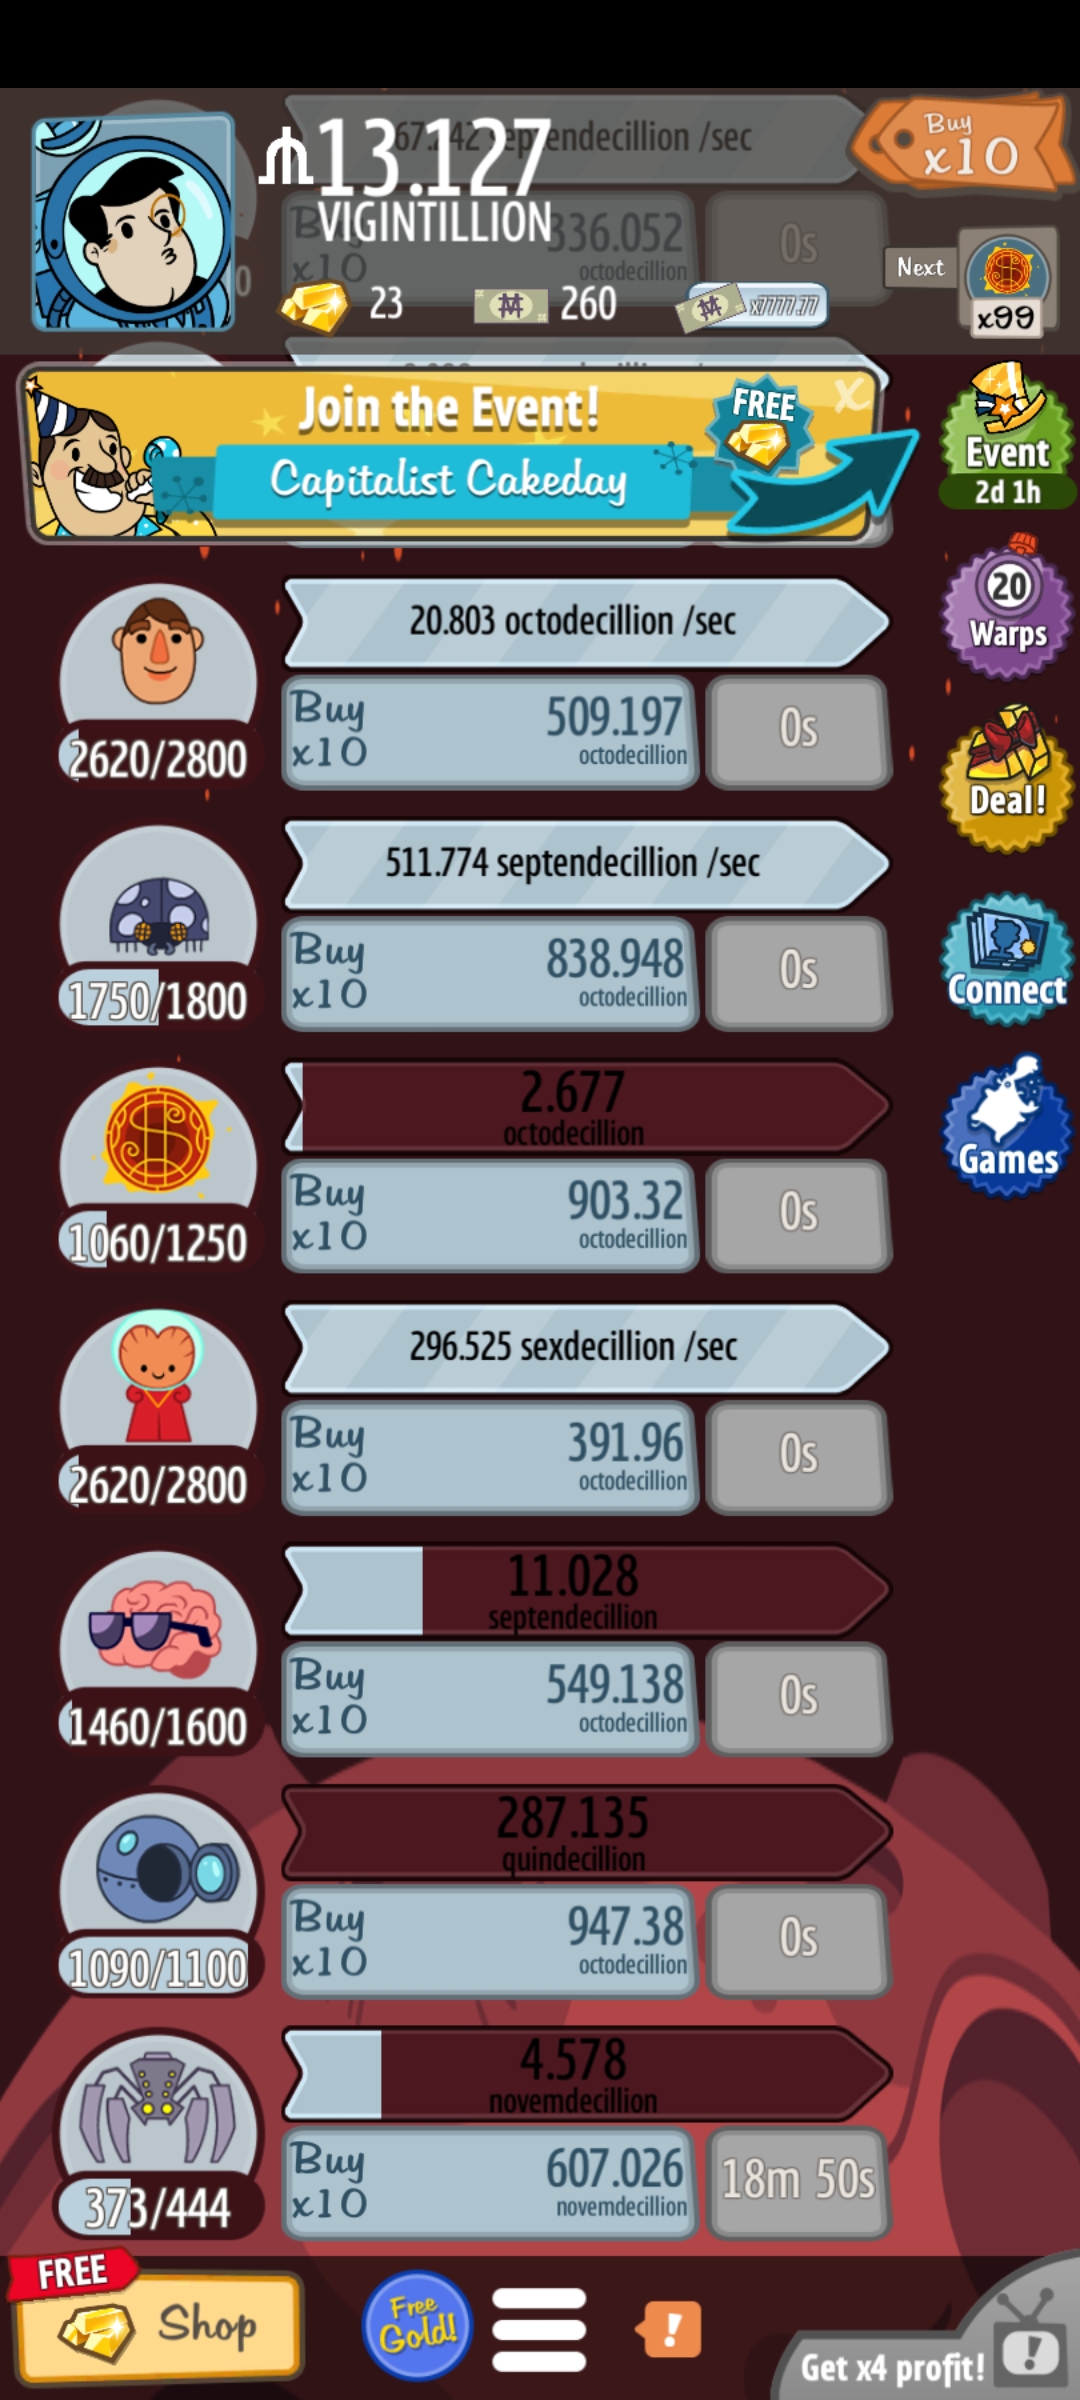 67.142 septendecillion /sec
13.127
VIGINTILLION
Buy
x10
Buy
x10
336.052
octodecillion
0s
Next
x99
23
260
x7777.77
Join the Event!
Capitalist Cakeday
FREE
X
Event
2d 1h
20
Warps
Deal!
Connect
Games
20.803 octodecillion /sec
2620/2800
Buy
x10
509.197
octodecillion
0s
511.774 septendecillion /sec
1750/1800
Buy
x10
838.948
octodecillion
0s
2.677
octodecillion
1060/1250
Buy
x10
903.32
octodecillion
0s
296.525 sexdecillion /sec
2620/2800
Buy
x10
391.96
octodecillion
0s
11.028
septendecillion
1460/1600
Buy
x10
549.138
octodecillion
0s
287.135
quindecillion
1090/1100
Buy
x10
947.38
octodecillion
0s
4.578
novemdecillion
373/444
Buy
x10
607.026
novemdecillion
18m 50s
FREE
Shop
Free
Gold!
!
Get x4 profit!
!